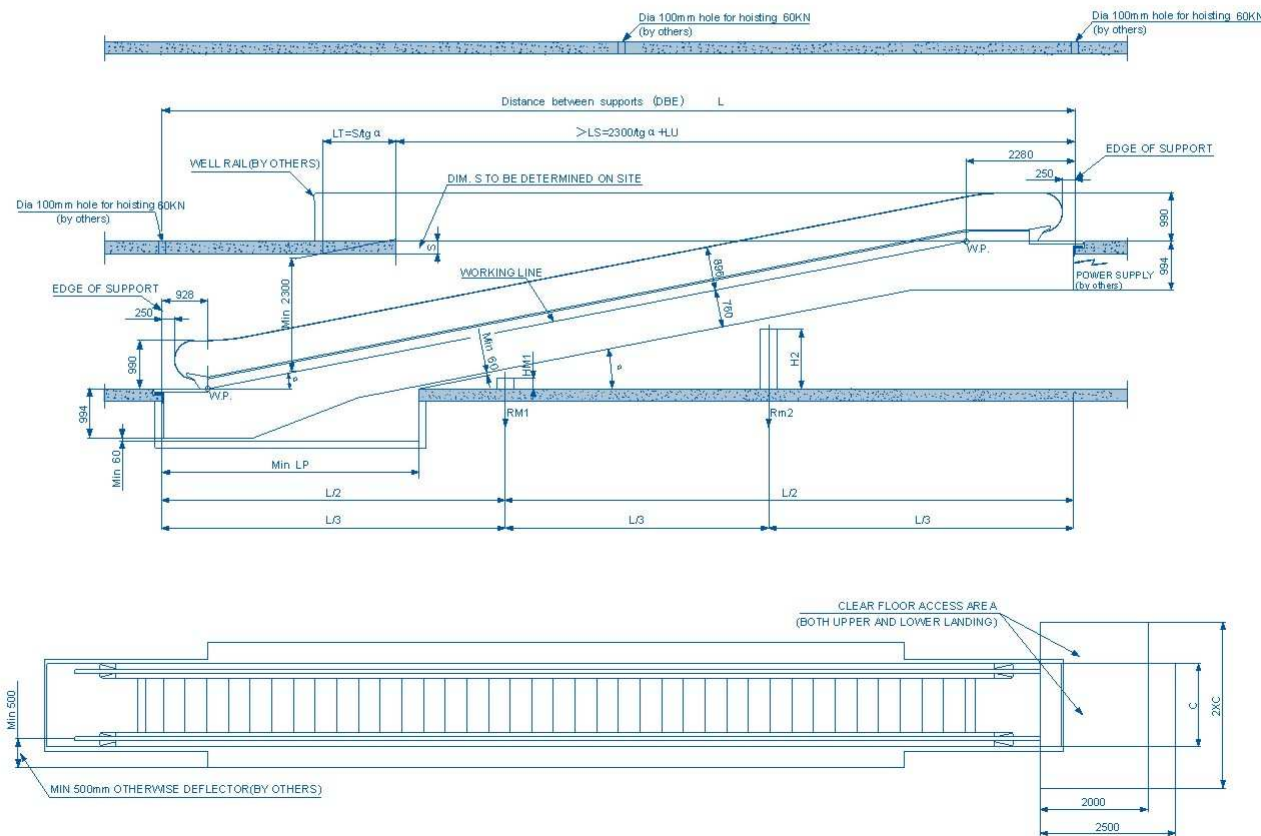 Dia 100mm hole for hoisting 60KN
(by others)
Dia 100mm hole for hoisting 60KN
(by others)
Distance between supports (DBE) L
LT=S/tg α
>LS=2300/tg α +LU
WELL RAIL(BY OTHERS)
2280
EDGE OF SUPPORT
250
DIM. S TO BE DETERMINED ON SITE
Dia 100mm hole for hoisting 60KN
(by others)
990
S
W.P.
994
POWER SUPPLY
(by others)
EDGE OF SUPPORT
928
250
Min 2300
WORKING LINE
896
760
990
Min 60
HM1
H2
W.P.
994
RM1
Rm2
Min 60
Min LP
L/2
L/2
L/3
L/3
L/3
CLEAR FLOOR ACCESS AREA
(BOTH UPPER AND LOWER LANDING)
Min 500
C
2XC
MIN 500mm OTHERWISE DEFLECTOR(BY OTHERS)
2000
2500